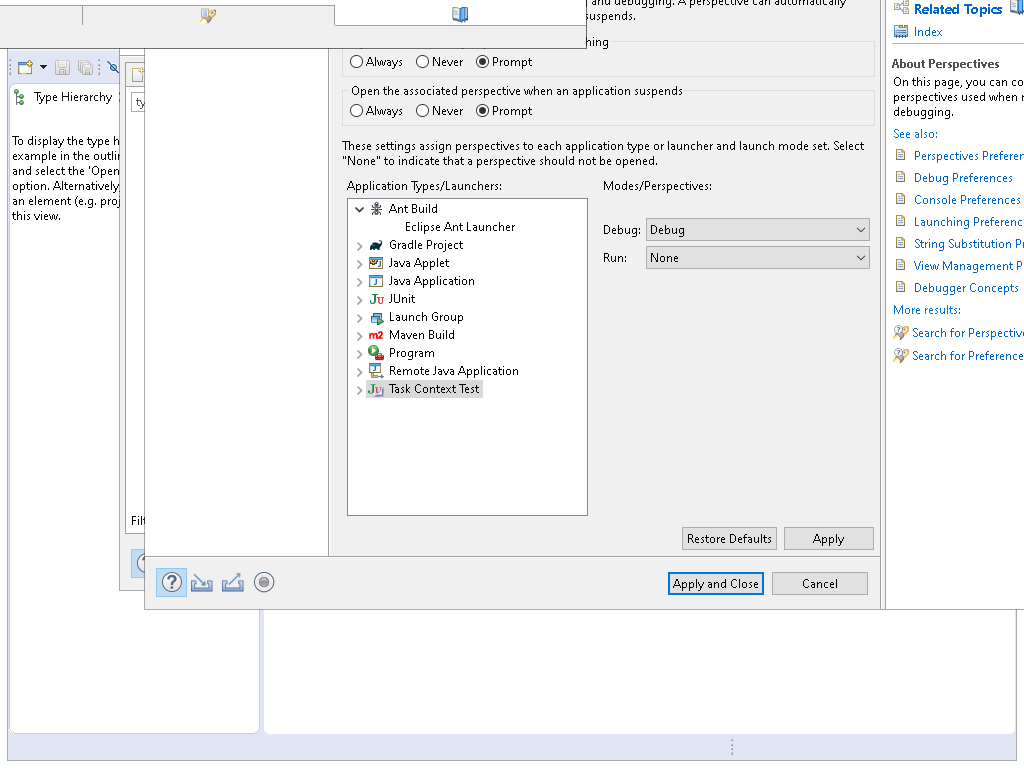 and debugging. A perspective can automatically
suspends.
Related Topics
Index
Always
Never
Prompt
Open the associated perspective when an application suspends
Always
Never
Prompt
These settings assign perspectives to each application type or launcher and launch mode set. Select
"None" to indicate that a perspective should not be opened.
Application Types/Launchers:
Ant Build
Eclipse Ant Launcher
Gradle Project
Java Applet
Java Application
JUnit
Launch Group
Maven Build
Program
Remote Java Application
Task Context Test
Modes/Perspectives:
Debug: Debug
Run: None
Restore Defaults
Apply
Apply and Close
Cancel
Type Hierarchy
To display the type h
example in the outli
and select the 'Open
option. Alternatively
an element (e.g. proj
this view.
ty
Filt
About Perspectives
On this page, you can co
perspectives used when
debugging.
See also:
Perspectives Preferen
Debug Preferences
Console Preferences
Launching Preferenc
String Substitution Pr
View Management P
Debugger Concepts
More results:
Search for Perspective
Search for Preference